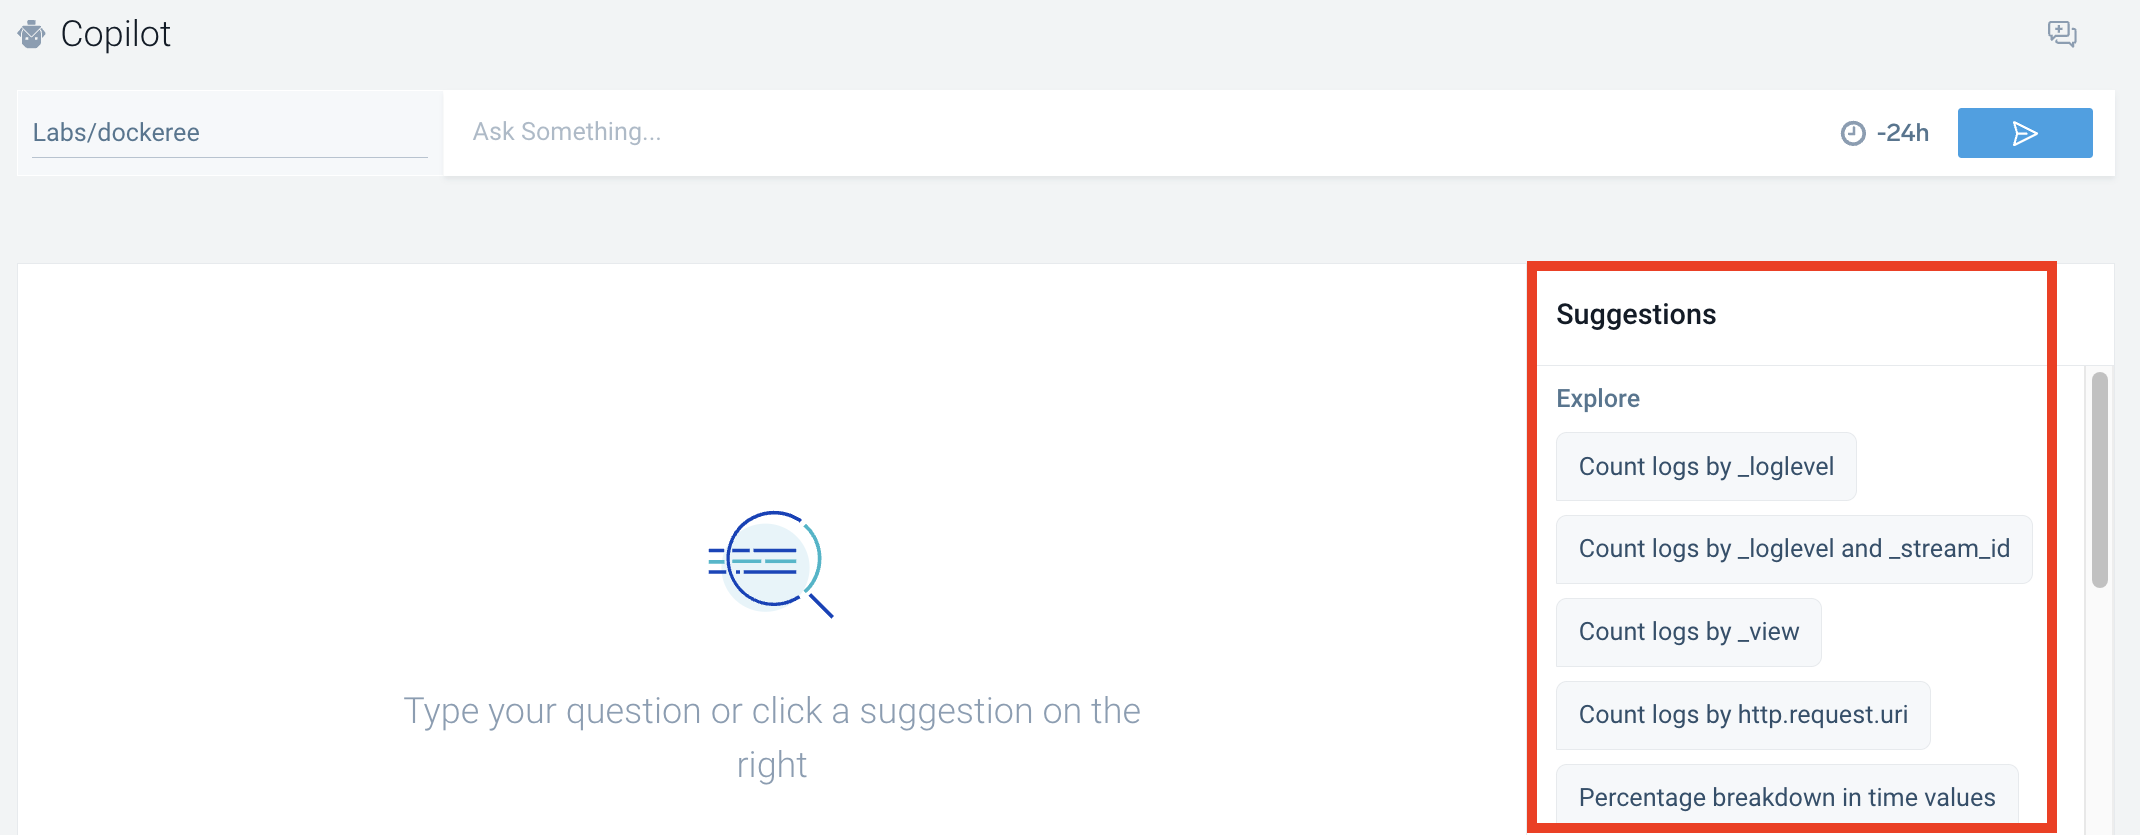 Copilot
Labs/dockeree
Ask Something...
-24h
Suggestions
Explore
Count logs by _loglevel
Count logs by _loglevel and _stream_id
Count logs by _view
Count logs by http.request.uri
Percentage breakdown in time values
Type your question or click a suggestion on the
right